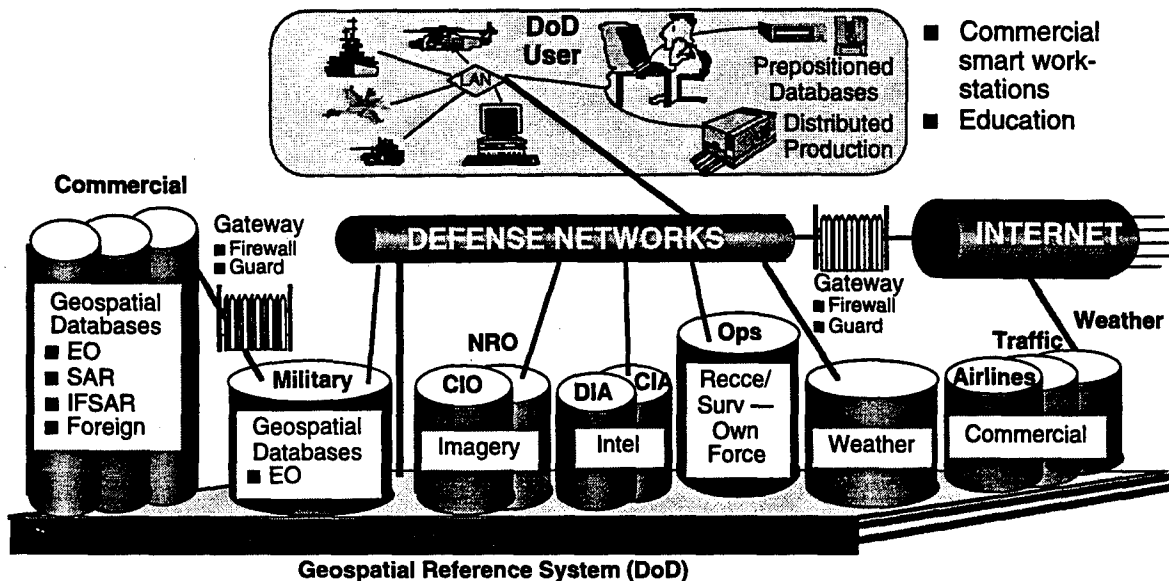 DoD
User
LAN
Prepositioned
Databases
Distributed
Production
■ Commercial
smart work-
stations
■ Education
Commercial
Gateway
■ Firewall
■ Guard
DEFENSE NETWORKS
INTERNET
Gateway
■ Firewall
■ Guard
Geospatial
Databases
■ EO
■ SAR
■ IFSAR
■ Foreign
Military
Geospatial
Databases
■ EO
NRO
CIO
Imagery
DIA
CIA
Intel
Ops
Recce/
Surv —
Own
Force
Weather
Weather
Traffic
Airlines
Commercial
Geospatial Reference System (DoD)